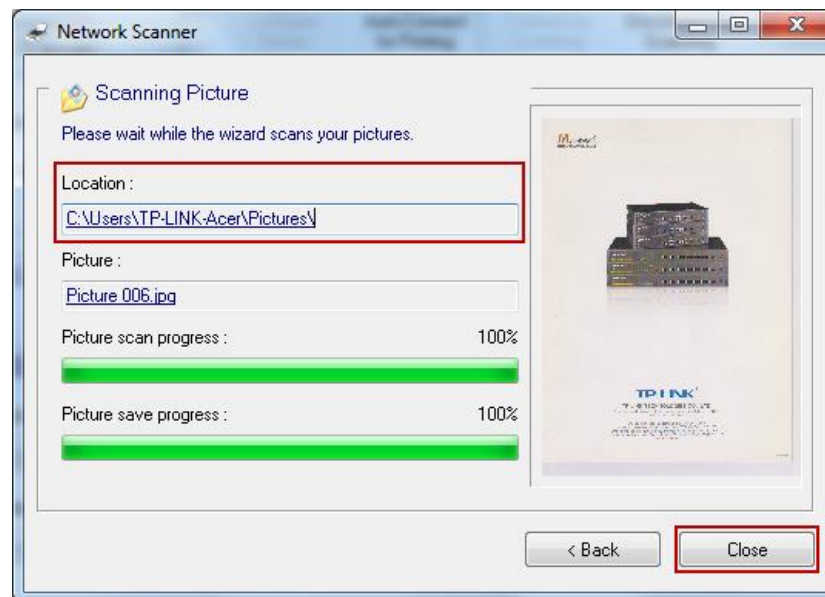 Network Scanner
Scanning Picture
Please wait while the wizard scans your pictures.
Location :
C:\Users\TP-LINK-Acer\Pictures\
Picture :
Picture 006.jpg
Picture scan progress :
100%
Picture save progress :
100%
TP-LINK
< Back
Close